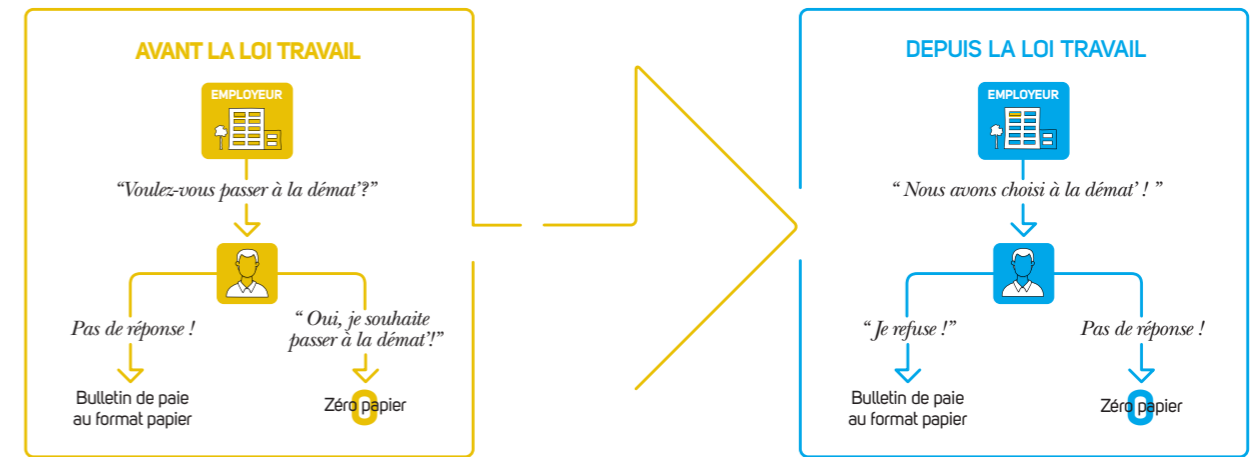 AVANT LA LOI TRAVAIL
EMPLOYEUR
“Voulez-vous passer à la démat’?”
Pas de réponse !
“ Oui, je souhaite
passer à la démat’!”
Bulletin de paie
au format papier
Zéro papier
DEPUIS LA LOI TRAVAIL
EMPLOYEUR
“ Nous avons choisi à la démat’ ! ”
“ Je refuse !”
Pas de réponse !
Bulletin de paie
au format papier
Zéro papier